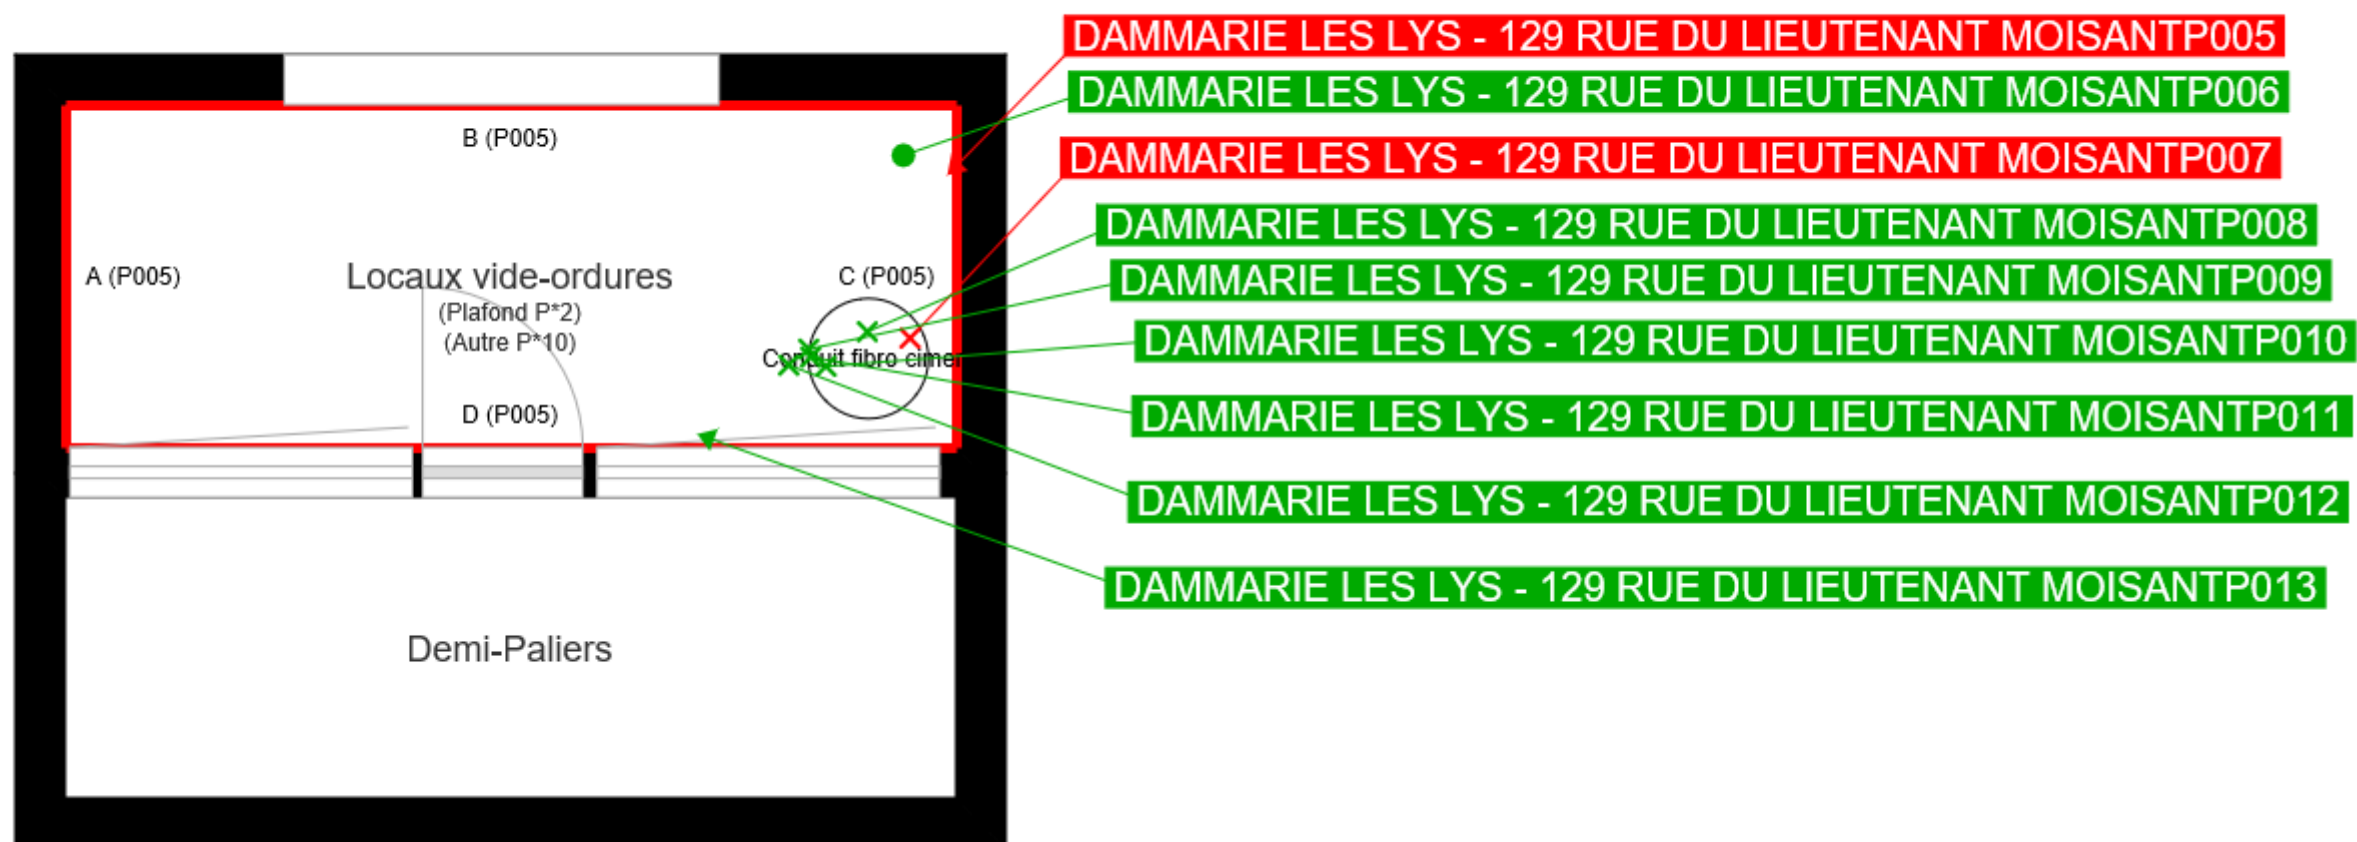 DAMMARIE LES LYS - 129 RUE DU LIEUTENANT MOISANTP005
DAMMARIE LES LYS - 129 RUE DU LIEUTENANT MOISANTP006
B (P005)
DAMMARIE LES LYS - 129 RUE DU LIEUTENANT MOISANTP007
DAMMARIE LES LYS - 129 RUE DU LIEUTENANT MOISANTP008
A (P005)
Locaux vide-ordures
C (P005)
DAMMARIE LES LYS - 129 RUE DU LIEUTENANT MOISANTP009
(Plafond P*2)
(Autre P*10)
DAMMARIE LES LYS - 129 RUE DU LIEUTENANT MOISANTP010
Conduit fibro cimen
D (P005)
DAMMARIE LES LYS - 129 RUE DU LIEUTENANT MOISANTP011
DAMMARIE LES LYS - 129 RUE DU LIEUTENANT MOISANTP012
DAMMARIE LES LYS - 129 RUE DU LIEUTENANT MOISANTP013
Demi-Paliers